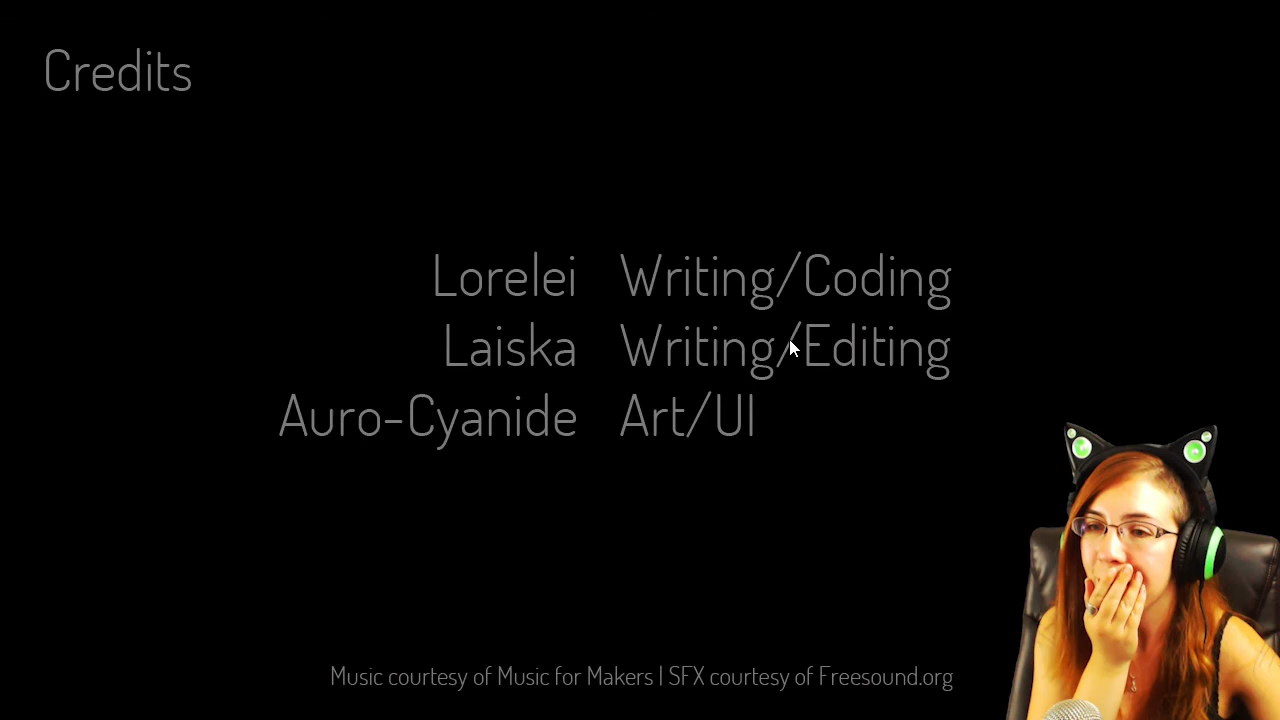 Credits
Lorelei Writing/Coding
Laiska Writing/Editing
Auro-Cyanide Art/UI
Music courtesy of Music for Makers | SFX courtesy of Freesound.org